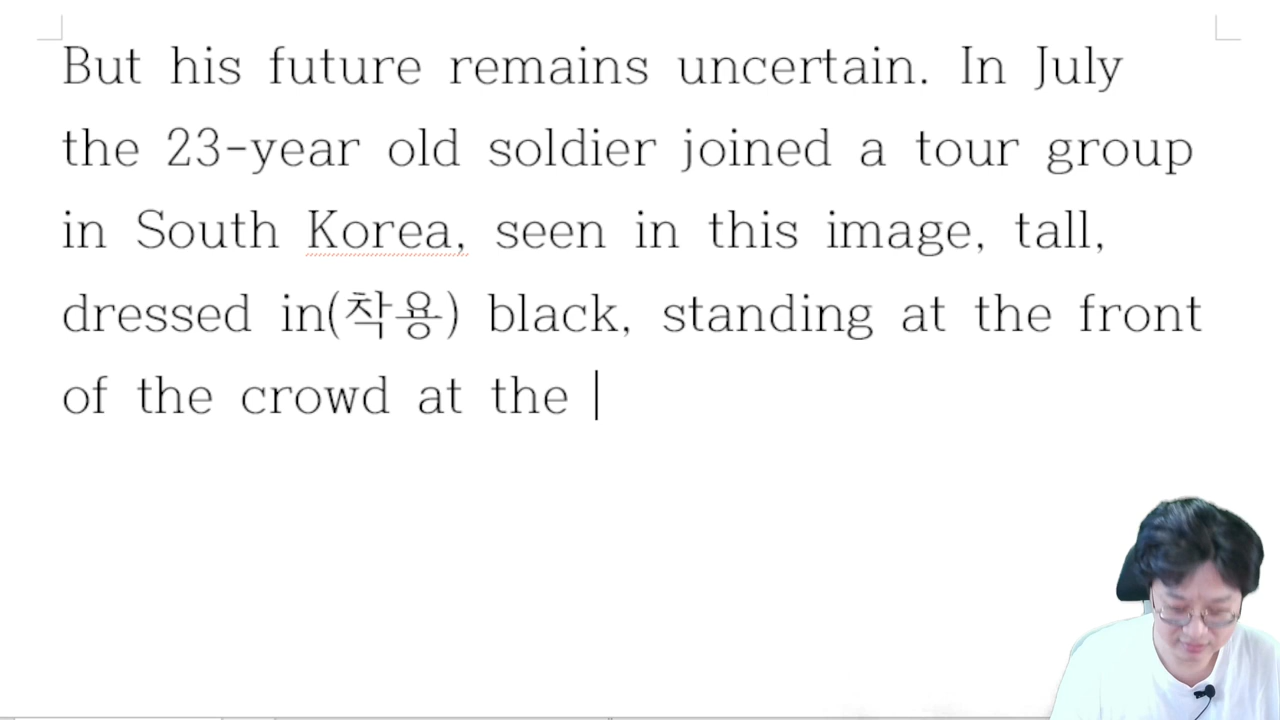 But his future remains uncertain. In July
the 23-year old soldier joined a tour group
in South Korea, seen in this image, tall,
dressed in(착용) black, standing at the front
of the crowd at the